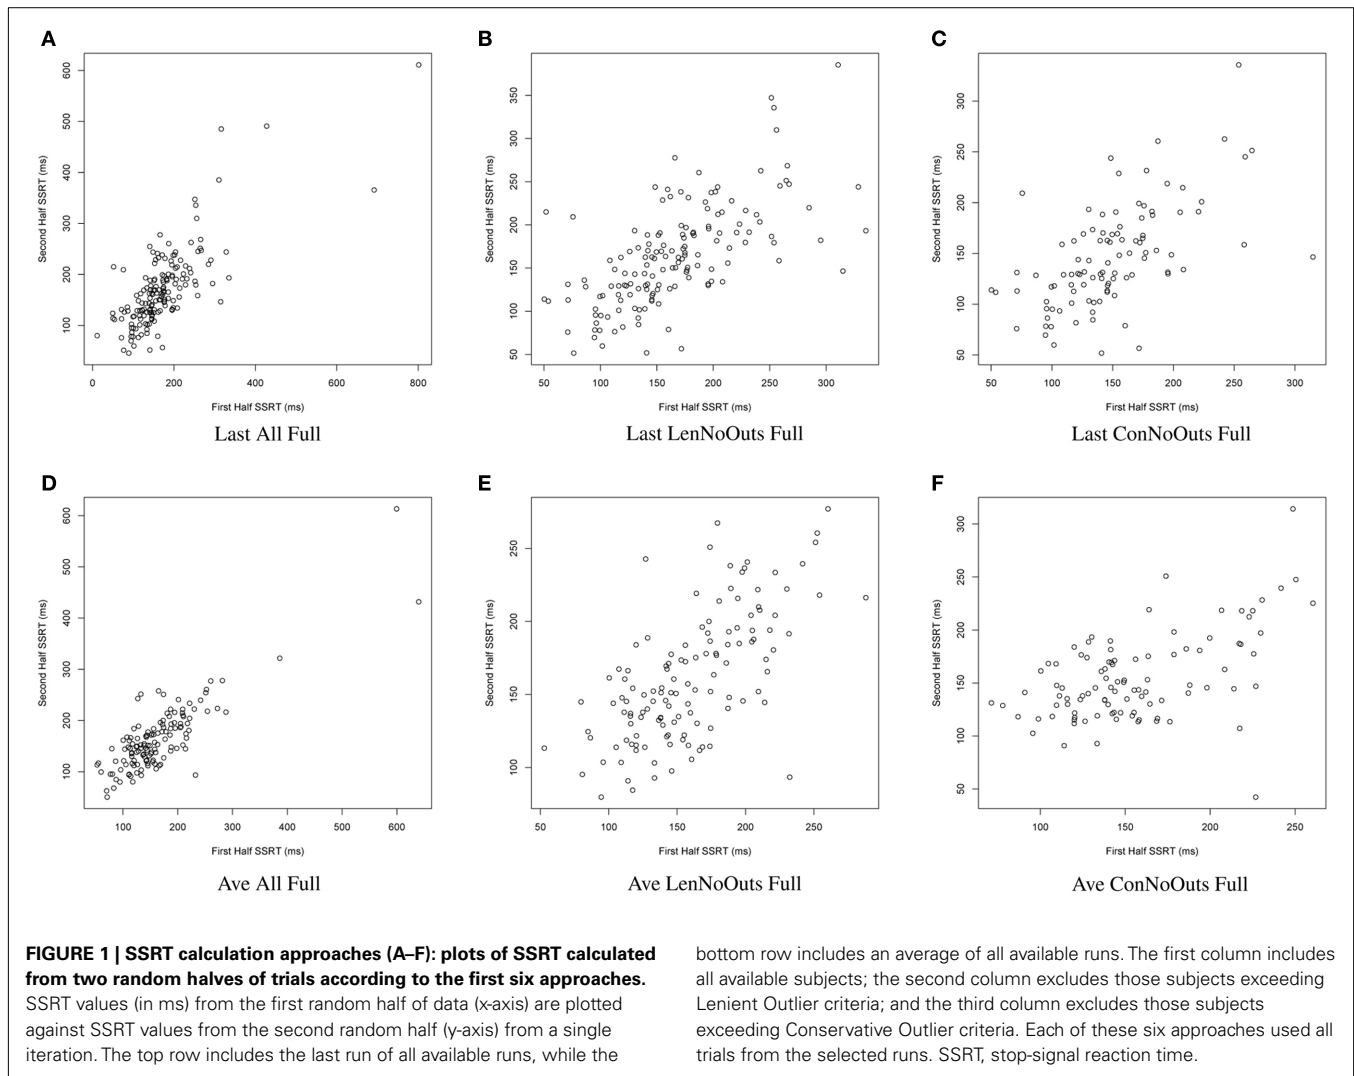 A
B
C
600
500
400
300
200
100
Second Half SSRT (ms)
0 200 400 600 800
First Half SSRT (ms)
Last All Full
350
300
250
200
150
100
50
Second Half SSRT (ms)
50 100 150 200 250 300
First Half SSRT (ms)
Last LenNoOuts Full
300
250
200
150
100
50
Second Half SSRT (ms)
50 100 150 200 250 300
First Half SSRT (ms)
Last ConNoOuts Full
D
E
F
600
500
400
300
200
100
Second Half SSRT (ms)
100 200 300 400 500 600
First Half SSRT (ms)
Ave All Full
250
200
150
100
Second Half SSRT (ms)
50 100 150 200 250
First Half SSRT (ms)
Ave LenNoOuts Full
300
250
200
150
100
50
Second Half SSRT (ms)
100 150 200 250
First Half SSRT (ms)
Ave ConNoOuts Full
FIGURE 1 | SSRT calculation approaches (A–F): plots of SSRT calculated
from two random halves of trials according to the first six approaches.
SSRT values (in ms) from the first random half of data (x-axis) are plotted
against SSRT values from the second random half (y-axis) from a single
iteration. The top row includes the last run of all available runs, while the
bottom row includes an average of all available runs. The first column includes
all available subjects; the second column excludes those subjects exceeding
Lenient Outlier criteria; and the third column excludes those subjects
exceeding Conservative Outlier criteria. Each of these six approaches used all
trials from the selected runs. SSRT, stop-signal reaction time.